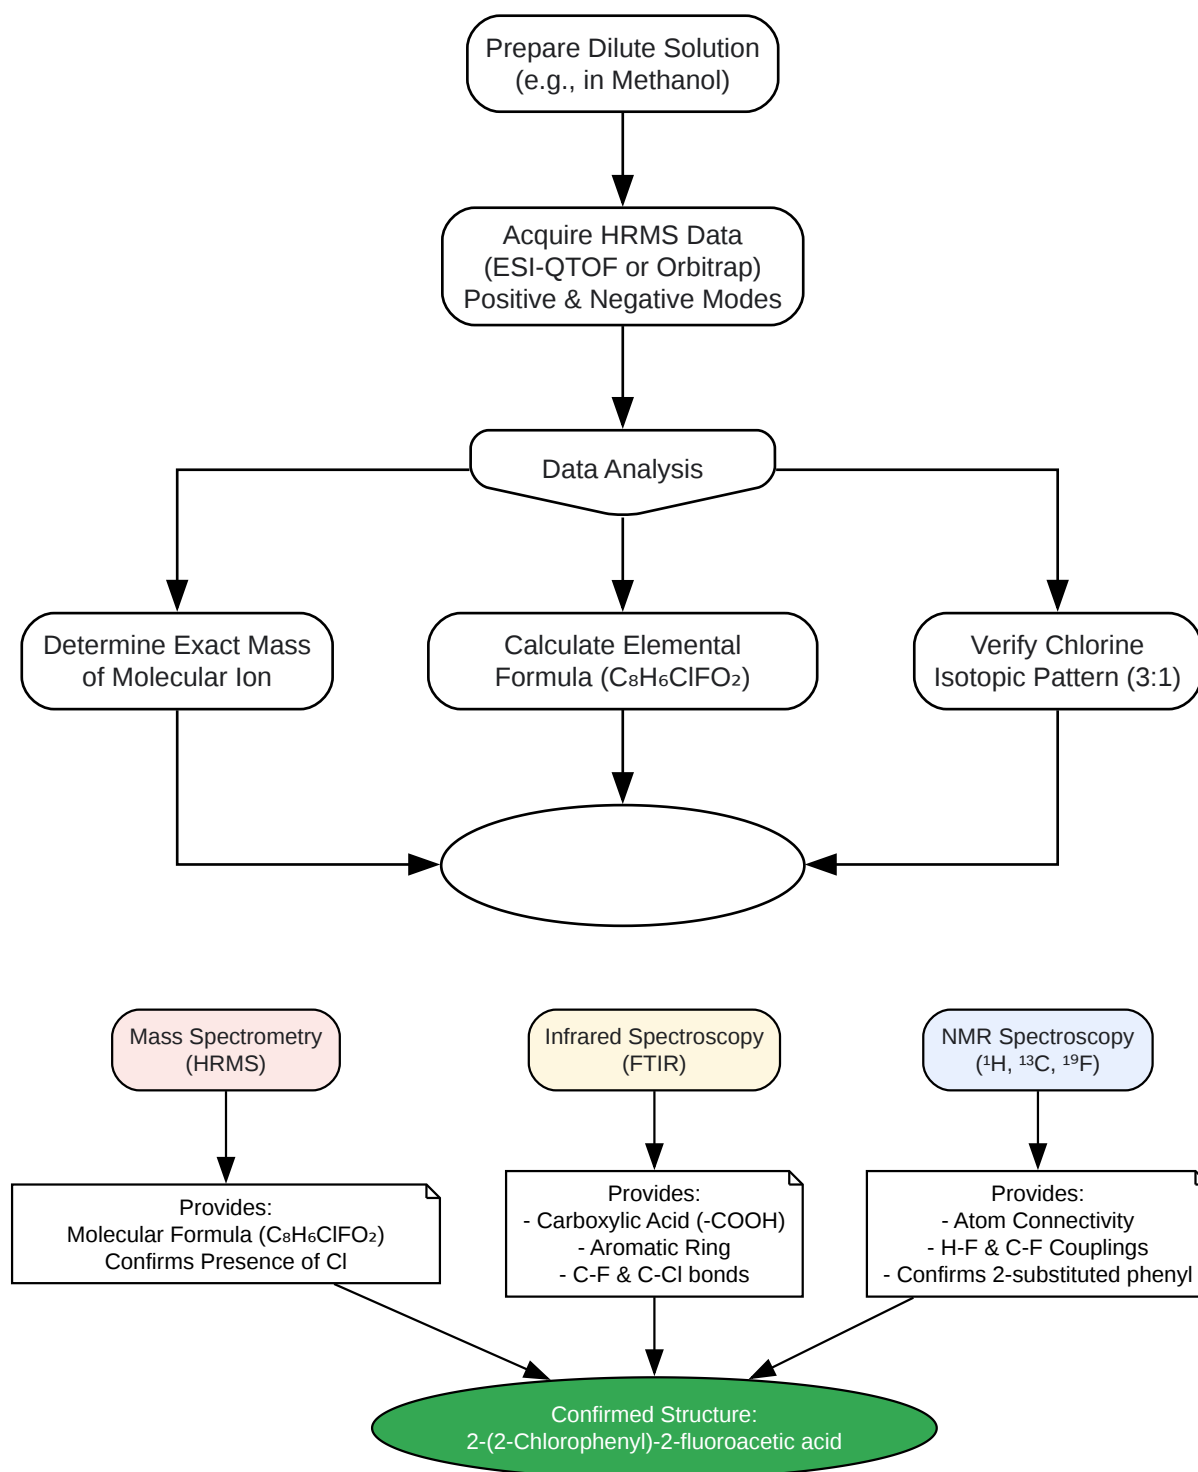 Prepare Dilute Solution
(e.g., in Methanol)
Acquire HRMS Data
(ESI-QTOF or Orbitrap)
Positive & Negative Modes
Data Analysis
Determine Exact Mass
of Molecular Ion
Calculate Elemental
Formula (C₈H₆ClFO₂)
Verify Chlorine
Isotopic Pattern (3:1)
Mass Spectrometry
(HRMS)
Infrared Spectroscopy
(FTIR)
NMR Spectroscopy
(¹H, ¹³C, ¹⁹F)
Provides:
Molecular Formula (C₈H₆ClFO₂)
Confirms Presence of Cl
Provides:
- Carboxylic Acid (-COOH)
- Aromatic Ring
- C-F & C-Cl bonds
Provides:
- Atom Connectivity
- H-F & C-F Couplings
- Confirms 2-substituted phenyl
Confirmed Structure:
2-(2-Chlorophenyl)-2-fluoroacetic acid